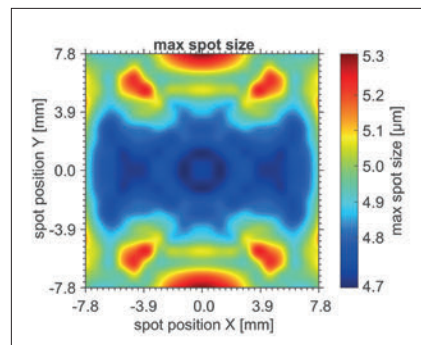 max spot size
7.8
3.9
0.0
-3.9
-7.8
spot position Y [mm]
-7.8 -3.9 0.0 3.9 7.8
spot position X [mm]
5.3
5.2
5.1
5.0
4.9
4.8
4.7
max spot size [µm]